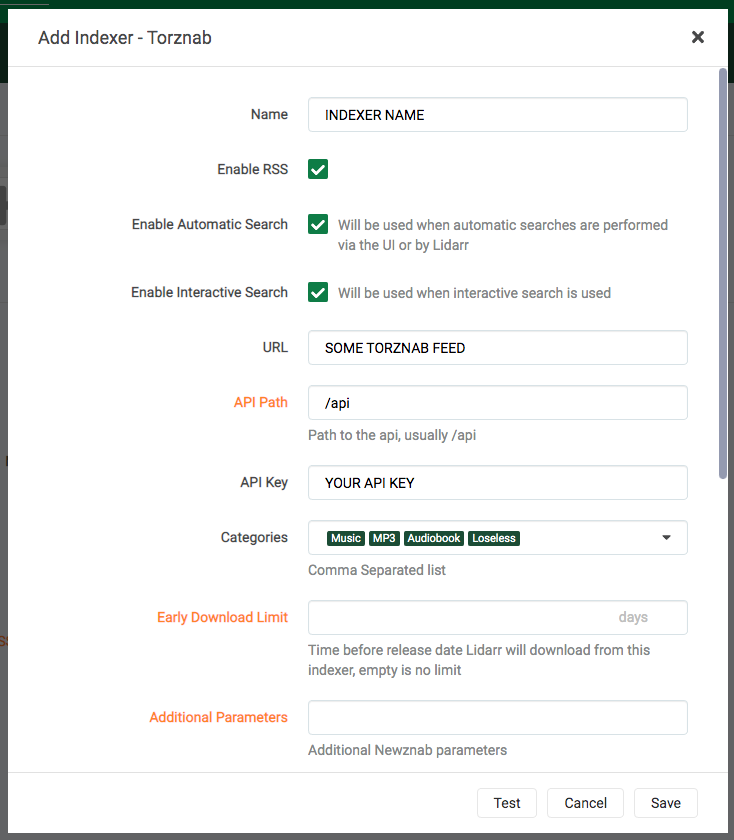 Add Indexer - Torznab
Name
INDEXER NAME
Enable RSS
Enable Automatic Search
Will be used when automatic searches are performed
via the UI or by Lidarr
Enable Interactive Search
Will be used when interactive search is used
URL
SOME TORZNAB FEED
API Path
/api
Path to the api, usually /api
API Key
YOUR API KEY
Categories
Music MP3 Audiobook Loseless
Comma Separated list
Early Download Limit
days
Time before release date Lidarr will download from this
indexer, empty is no limit
Additional Parameters
Additional Newznab parameters
Test Cancel Save